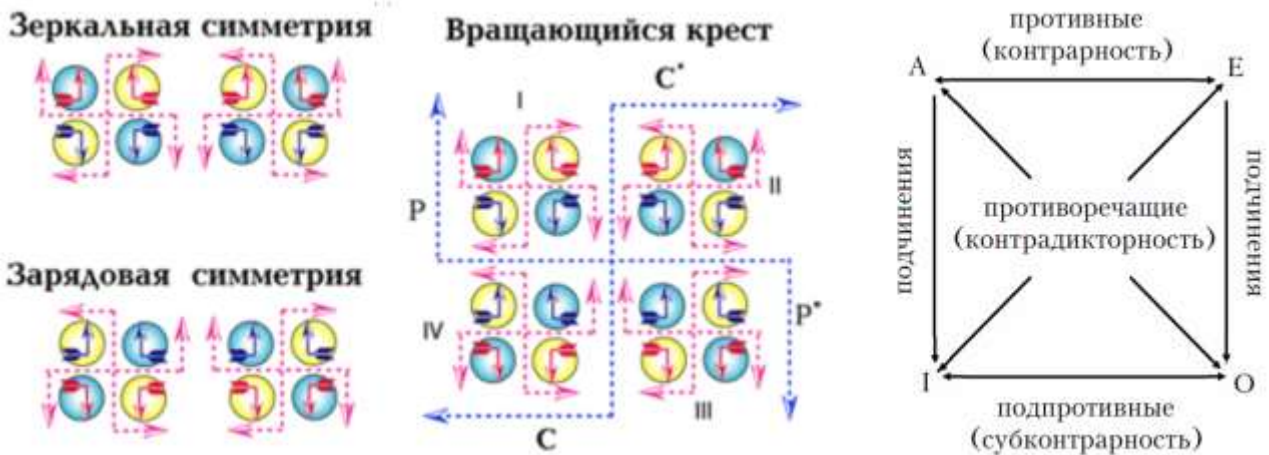 Зеркальная симметрия
Зарядовая симметрия
Вращающийся крест
C*
I
II
P
P*
IV
III
C
противные
(контрарность)
A
E
подчинения
противоречащие
(контрадикторность)
подчинения
I
O
подпротивные
(субконтрарность)